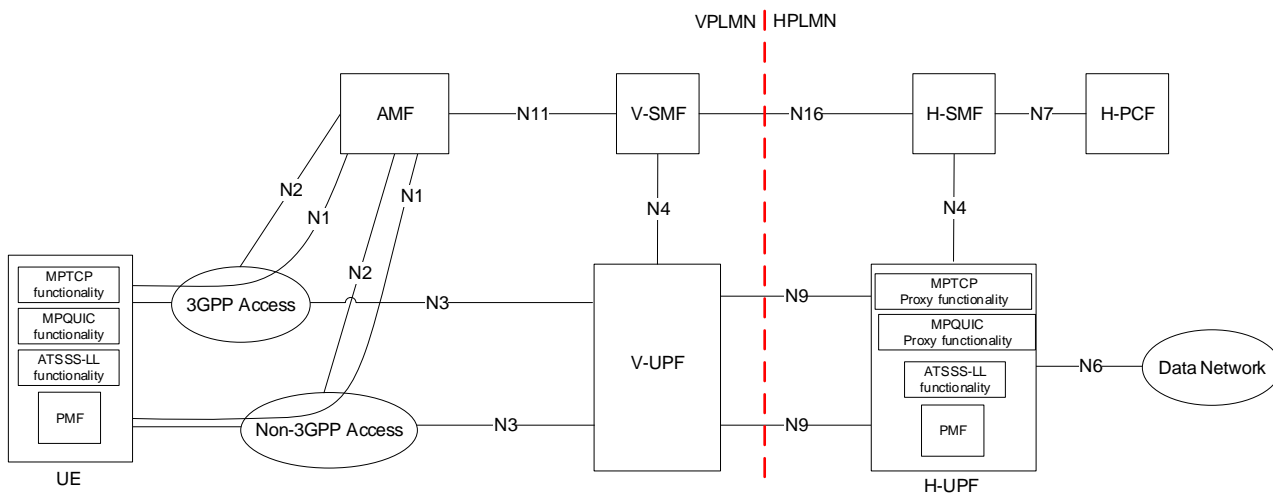 VPLMN HPLMN
AMF
N11
V-SMF
N16
H-SMF
N7
H-PCF
N2
N1
N1
N2
N4
N4
MPTCP
functionality
MPQUIC
functionality
ATSSS-LL
functionality
PMF
UE
3GPP Access
N3
Non-3GPP Access
N3
V-UPF
N9
N9
MPTCP
Proxy functionality
MPQUIC
Proxy functionality
ATSSS-LL
functionality
PMF
H-UPF
N6
Data Network